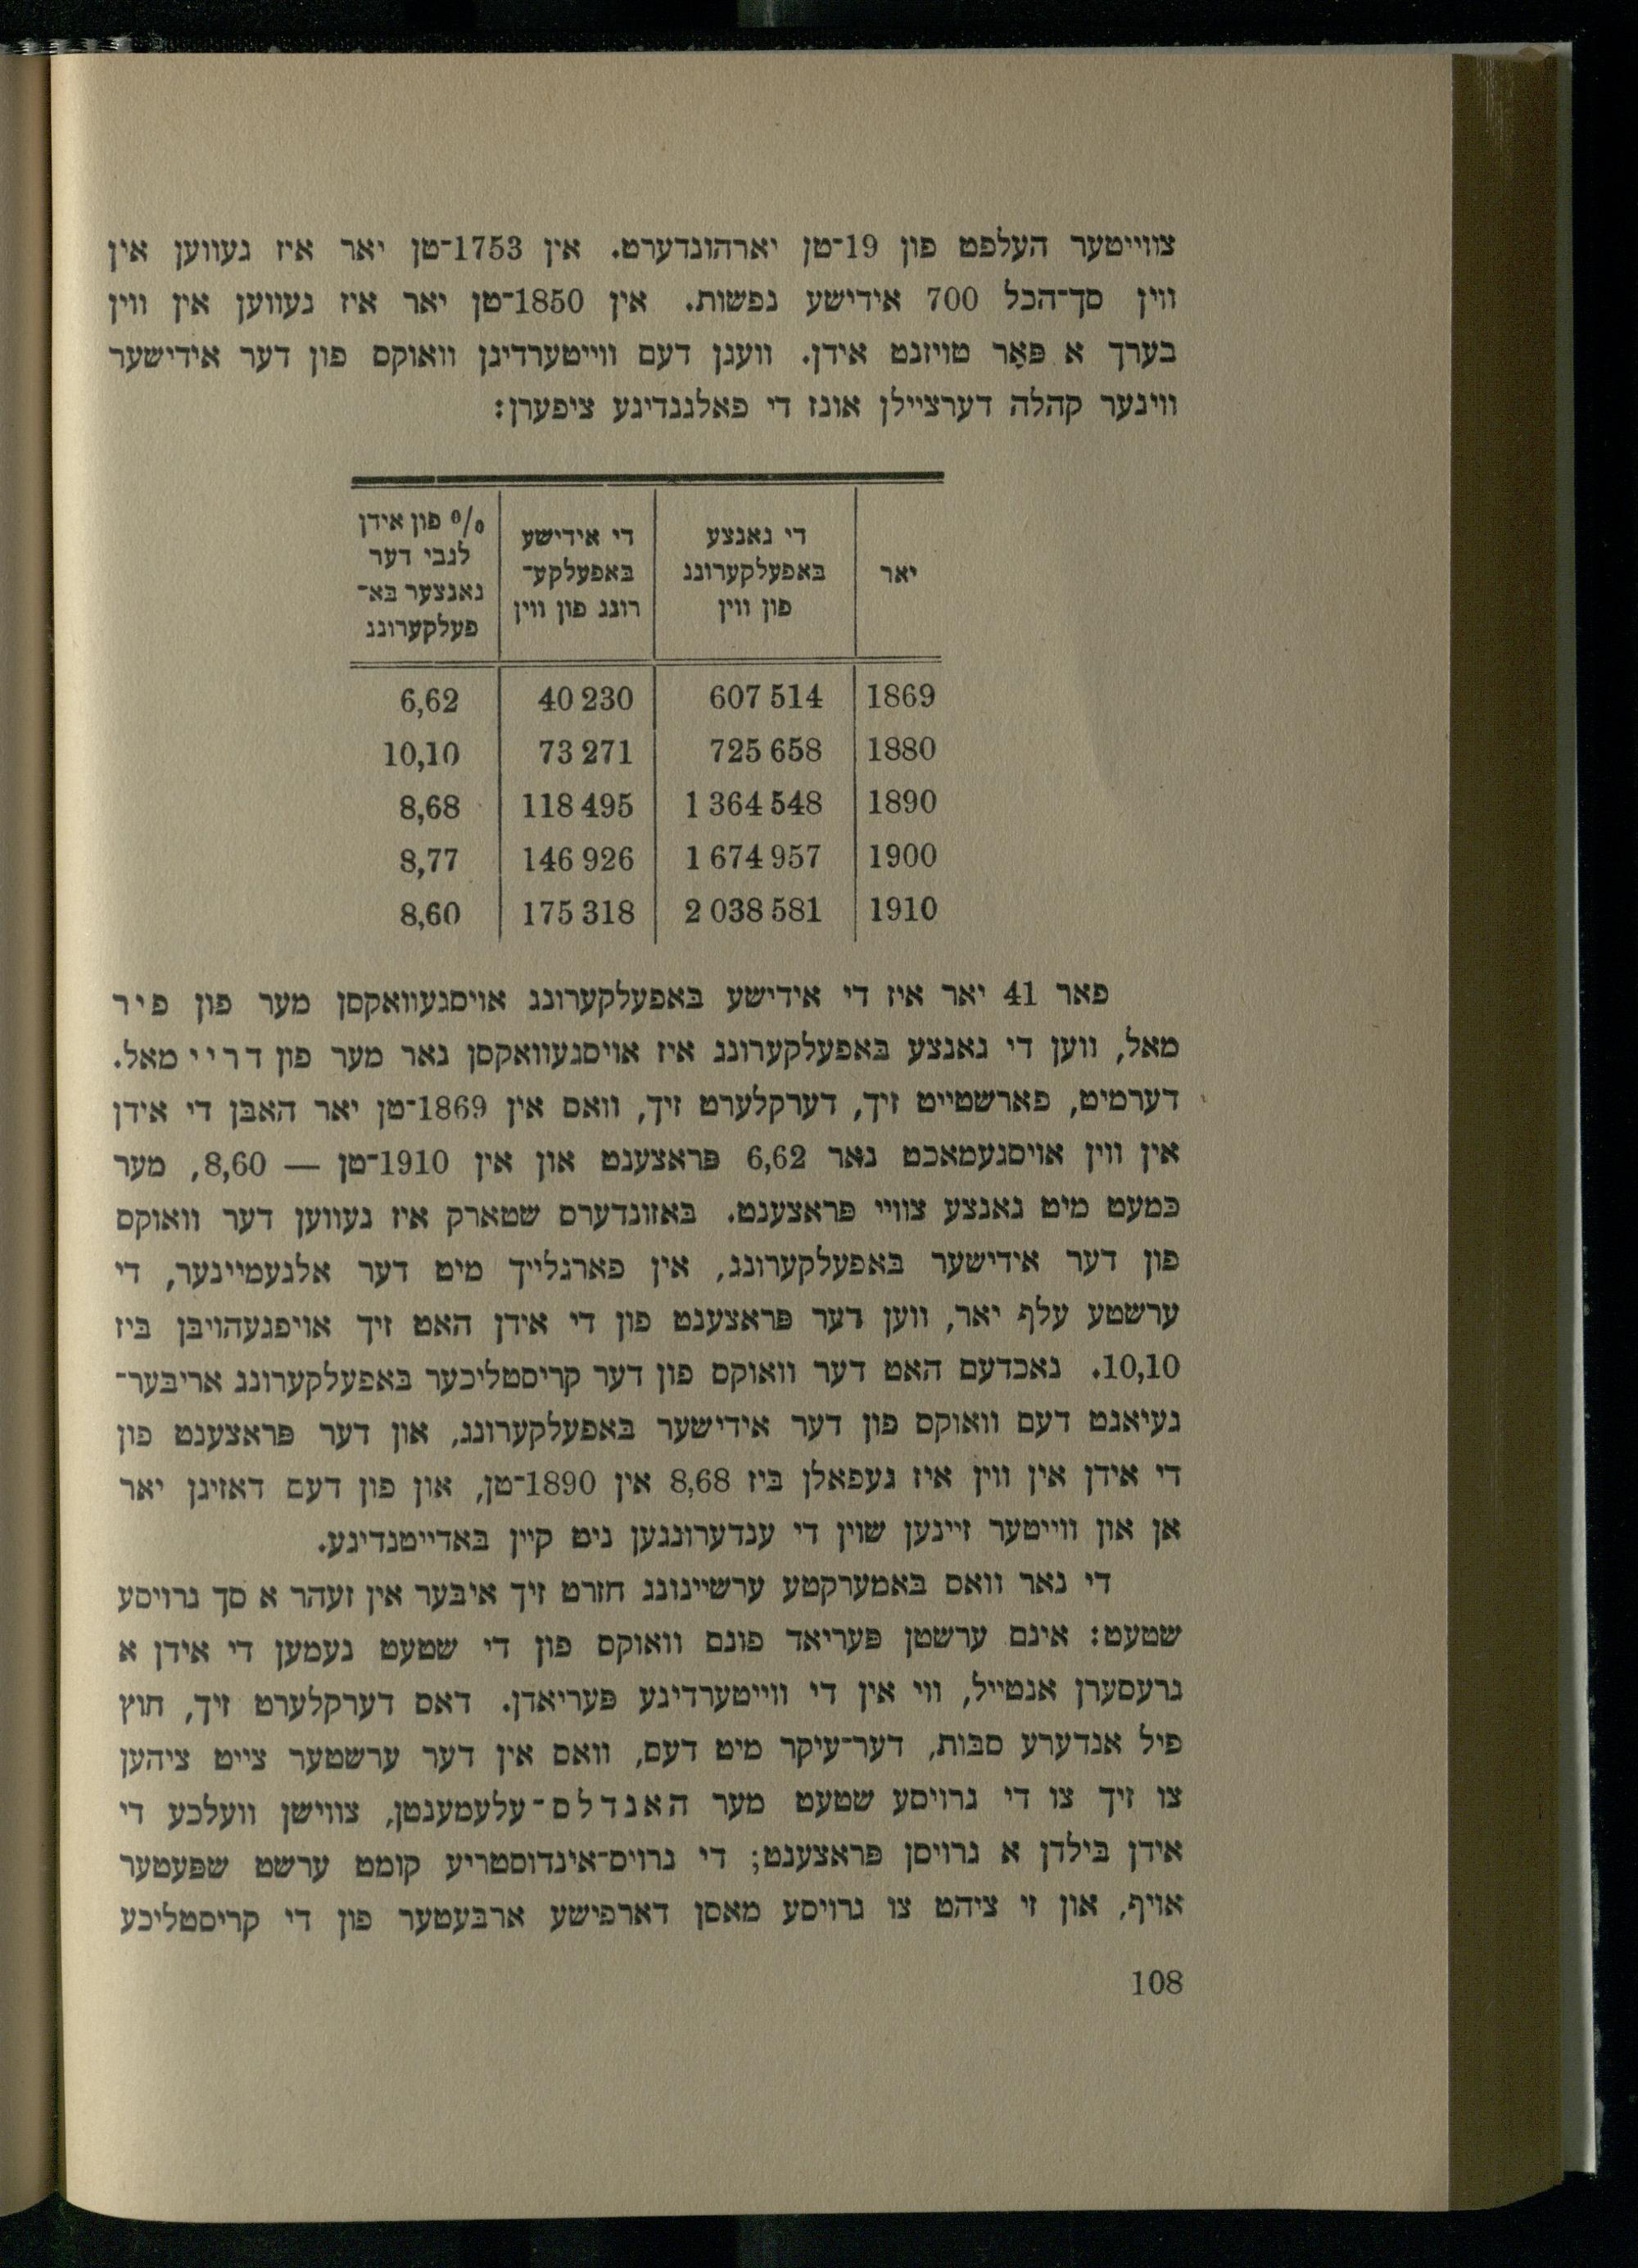 צווייטער העלפט פון 19־טן יארהונדערט. אין 1753־טן יאר איז געווען אין
ווין סך־הכל 700 אידישע נפשות. אין 1850־טן יאר איז געווען אין ווין
בערך א פּאָר טויזנט אידן. וועגן דעם ווייטערדיגן וואוקס פון דער אידישער
ווינער קהלה דערציילן אונז די פאלגנדיגע ציפערן:
יאר | די גאנצע באפעלקערונג פון ווין | די אידישע באפעלקע־רונג פון ווין | % פון אידן לגבי דער גאנצער בא־פעלקערונג
1869 | 607 514 | 40 230 | 6,62
1880 | 725 658 | 73 271 | 10,10
1890 | 1 364 548 | 118 495 | 8,68
1900 | 1 674 957 | 146 926 | 8,77
1910 | 2 038 581 | 175 318 | 8,60
פאר 41 יאר איז די אידישע באפעלקערונג אויסגעוואקסן מער פון פיר
מאל, ווען די גאנצע באפעלקערונג איז אויסגעוואקסן נאר מער פון דריי מאל.
דערמיט, פארשטייט זיך, דערקלערט זיך, וואס אין 1869־טן יאר האבן די אידן
אין ווין אויסגעמאכט נאר 6,62 פּראצענט און אין 1910־טן — 8,60, מער
כּמעט מיט גאנצע צוויי פּראצענט. באזונדערס שטארק איז געווען דער וואוקס
פון דער אידישער באפעלקערונג, אין פארגלייך מיט דער אלגעמיינער, די
ערשטע עלף יאר, ווען דער פּראצענט פון די אידן האט זיך אויפגעהויבן ביז
10,10. נאכדעם האט דער וואוקס פון דער קריסטליכער באפעלקערונג אריבער־
געיאגט דעם וואוקס פון דער אידישער באפעלקערונג, און דער פּראצענט פון
די אידן אין ווין איז געפאלן ביז 8,68 אין 1890־טן, און פון דעם דאזיגן יאר
אן און ווייטער זיינען שוין די ענדערונגען ניט קיין באדייטנדיגע.
די נאר וואס באמערקטע ערשיינונג חזרט זיך איבער אין זעהר א סך גרויסע
שטעט: אינם ערשטן פּעריאד פונם וואוקס פון די שטעט נעמען די אידן א
גרעסערן אנטייל, ווי אין די ווייטערדיגע פּעריאדן. דאס דערקלערט זיך, חוץ
פיל אנדערע סבות, דער־עיקר מיט דעם, וואס אין דער ערשטער צייט ציהען
צו זיך צו די גרויסע שטעט מער האנדלס־עלעמענטן, צווישן וועלכע די
אידן בילדן א גרויסן פּראצענט; די גרויס־אינדוסטריע קומט ערשט שפּעטער
אויף, און זי ציהט צו גרויסע מאסן דארפישע ארבעטער פון די קריסטליכע
108